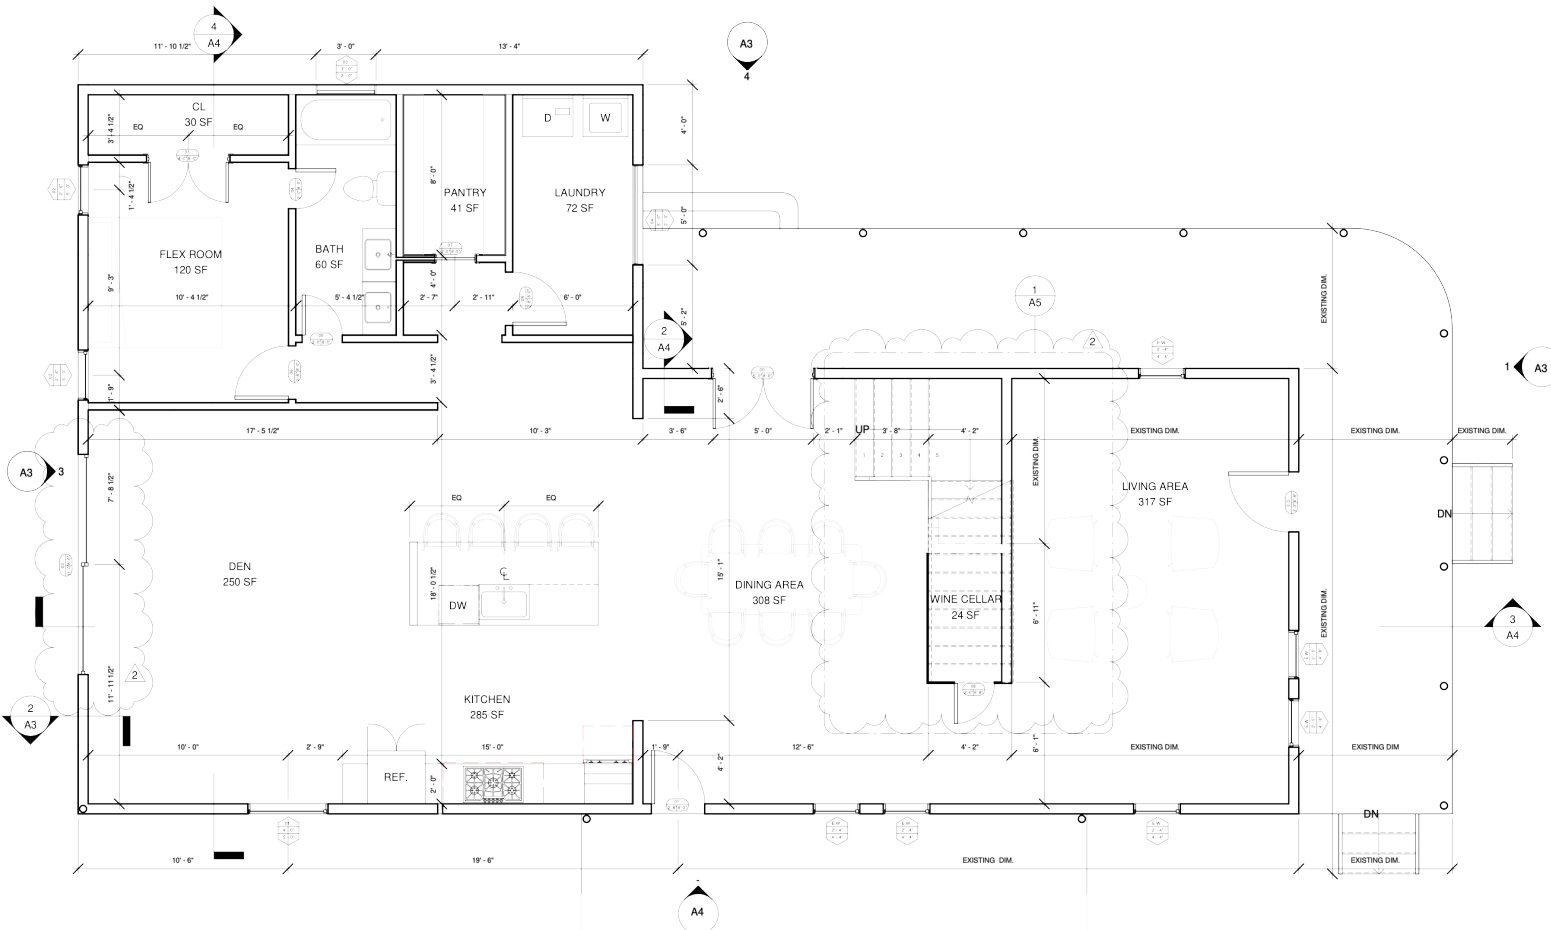 4
A4
A3
4
11' - 10 1/2"
3' - 0"
13' - 4"
CL
30 SF
EQ
EQ
3' - 4 1/2"
D
W
4' - 0"
1' - 4 1/2"
8' - 0"
PANTRY
41 SF
LAUNDRY
72 SF
5' - 0"
FLEX ROOM
120 SF
BATH
60 SF
9' - 3"
4' - 0"
10' - 4 1/2"
5' - 4 1/2"
2' - 7"
2' - 11"
6' - 0"
5' - 2"
1
A5
EXISTING DIM.
2
A4
2
3' - 4 1/2"
1' - 9"
2' - 6"
1
A3
17' - 5 1/2"
10' - 3"
3' - 6"
5' - 0"
2' - 1"
UP
3' - 8"
4' - 2"
EXISTING DIM.
EXISTING DIM.
EXISTING DIM.
EXISTING DIM.
1 2 3 4 5
A3
3
7' - 8 1/2"
LIVING AREA
317 SF
EQ
EQ
DN
DEN
250 SF
18' - 0 1/2"
CL
DW
15' - 1"
DINING AREA
308 SF
WINE CELLAR
24 SF
6' - 11"
EXISTING DIM.
3
A4
2
11' - 11 1/2"
KITCHEN
285 SF
2
A3
10' - 0"
2' - 9"
15' - 0"
1' - 9"
12' - 6"
4' - 2"
6' - 1"
EXISTING DIM.
EXISTING DIM
4' - 2"
REF.
2' - 0"
DN
10' - 6"
19' - 6"
EXISTING DIM.
EXISTING DIM.
-
A4